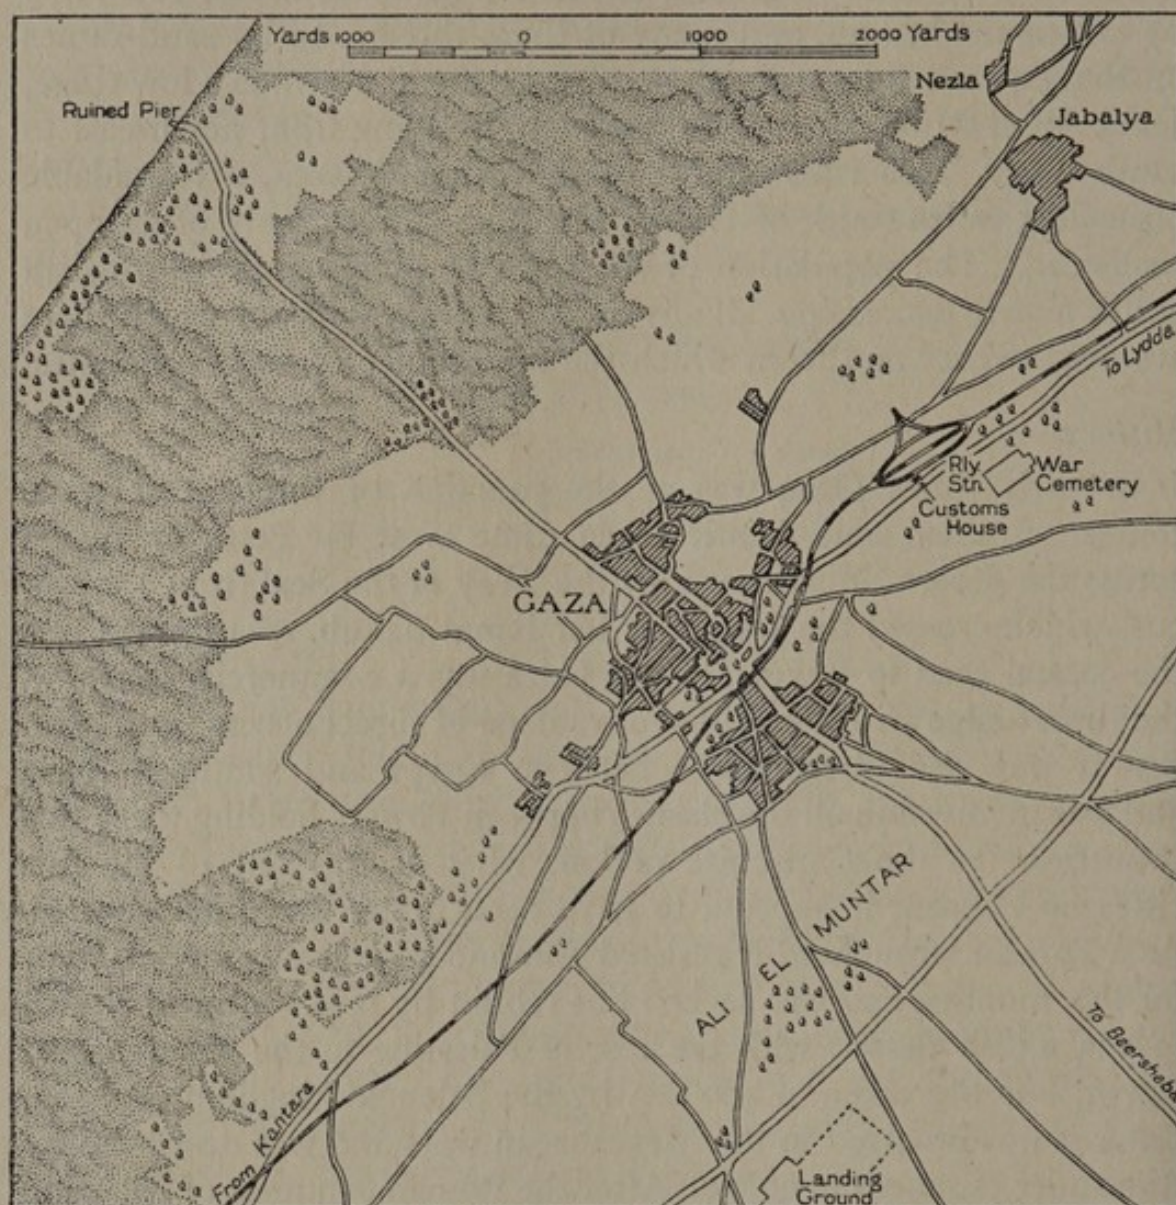 Yards 1000 0 1000 2000 Yards
Nezla
Ruined Pier
Jabalya
To Lydda
Rly
Stn.
War
Cemetery
Customs
House
GAZA
ALI EL MUNTAR
To Beersheba
From Kantara
Landing
Ground